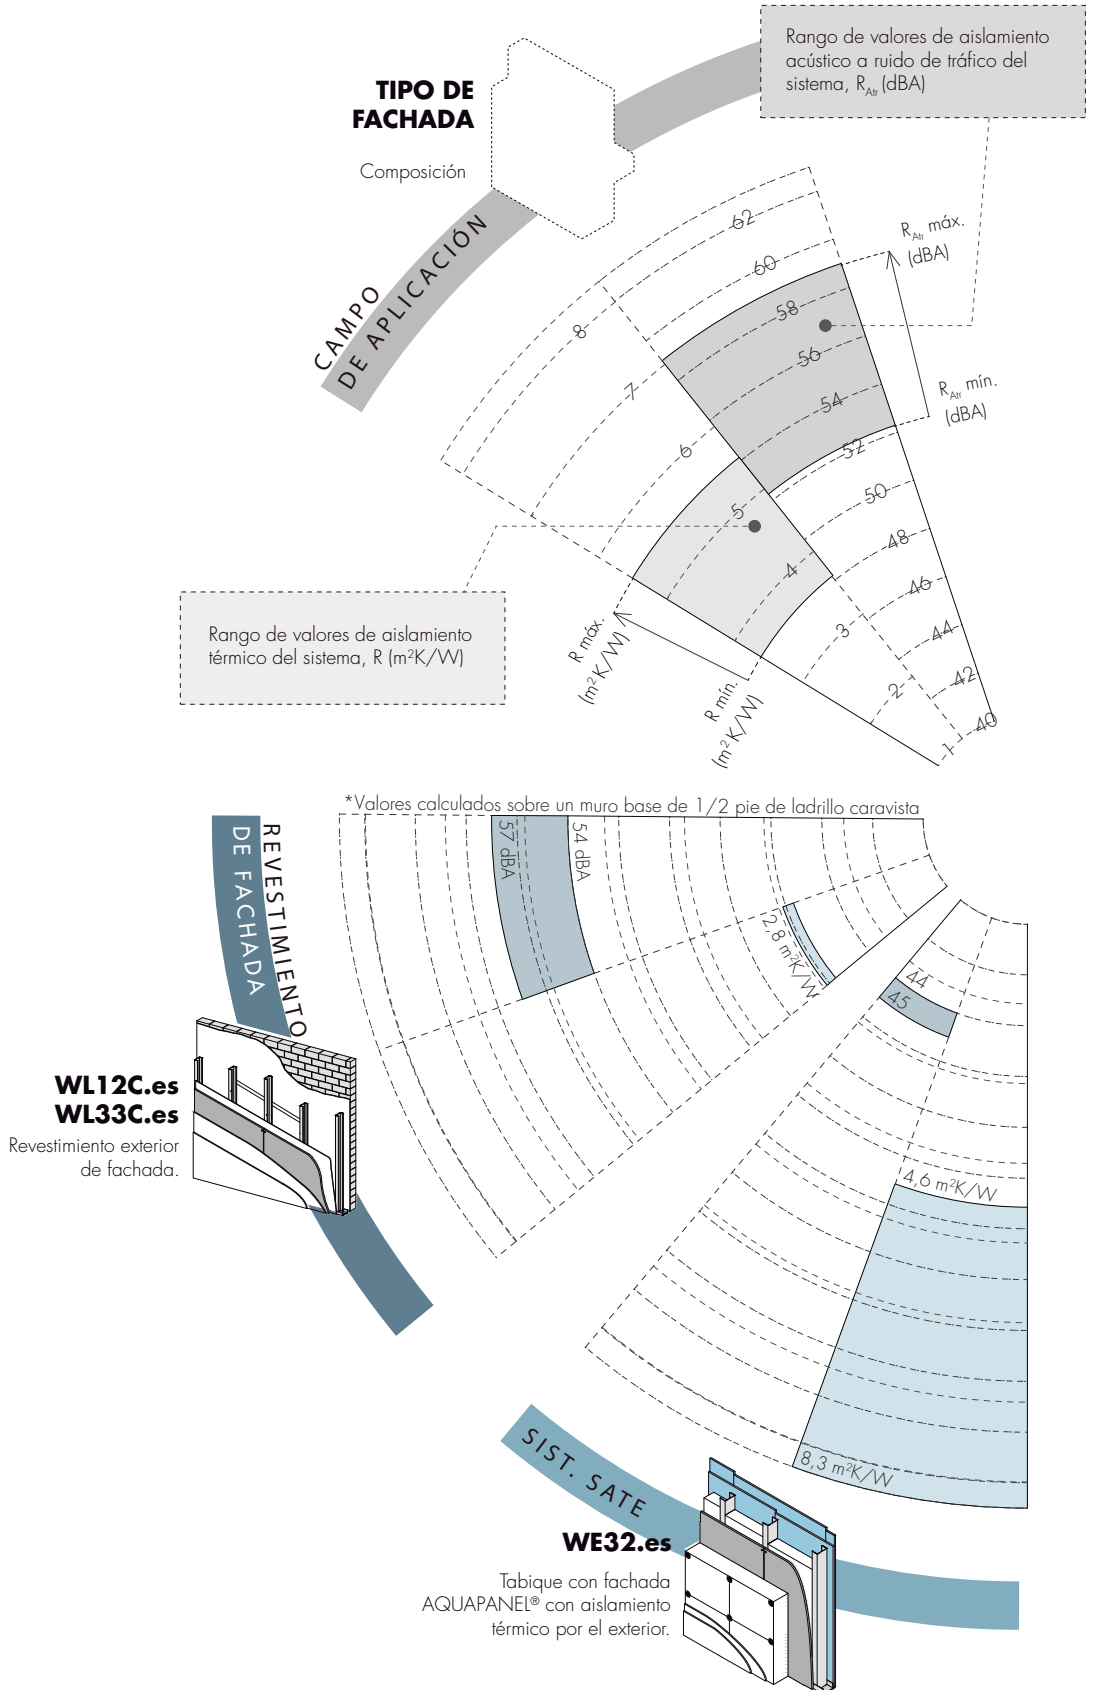 Rango de valores de aislamiento
acústico a ruido de tráfico del
sistema, RAtr (dBA)
TIPO DE
FACHADA
Composición
CAMPO
DE APLICACIÓN
62
60
58
56
54
52
50
48
46
44
42
40
8
7
6
5
4
3
2
1
RAtr máx.
(dBA)
RAtr mín.
(dBA)
Rango de valores de aislamiento
térmico del sistema, R (m²K/W)
R máx.
(m² K/W)
R mín.
(m² K/W)
*Valores calculados sobre un muro base de 1/2 pie de ladrillo caravista
REVESTIMIENTO
DE FACHADA
57 dBA
54 dBA
2,8 m²K/W
44
45
WL12C.es
WL33C.es
Revestimiento exterior
de fachada.
4,6 m²K/W
8,3 m²K/W
SIST. SATE
WE32.es
Tabique con fachada
AQUAPANEL® con aislamiento
térmico por el exterior.